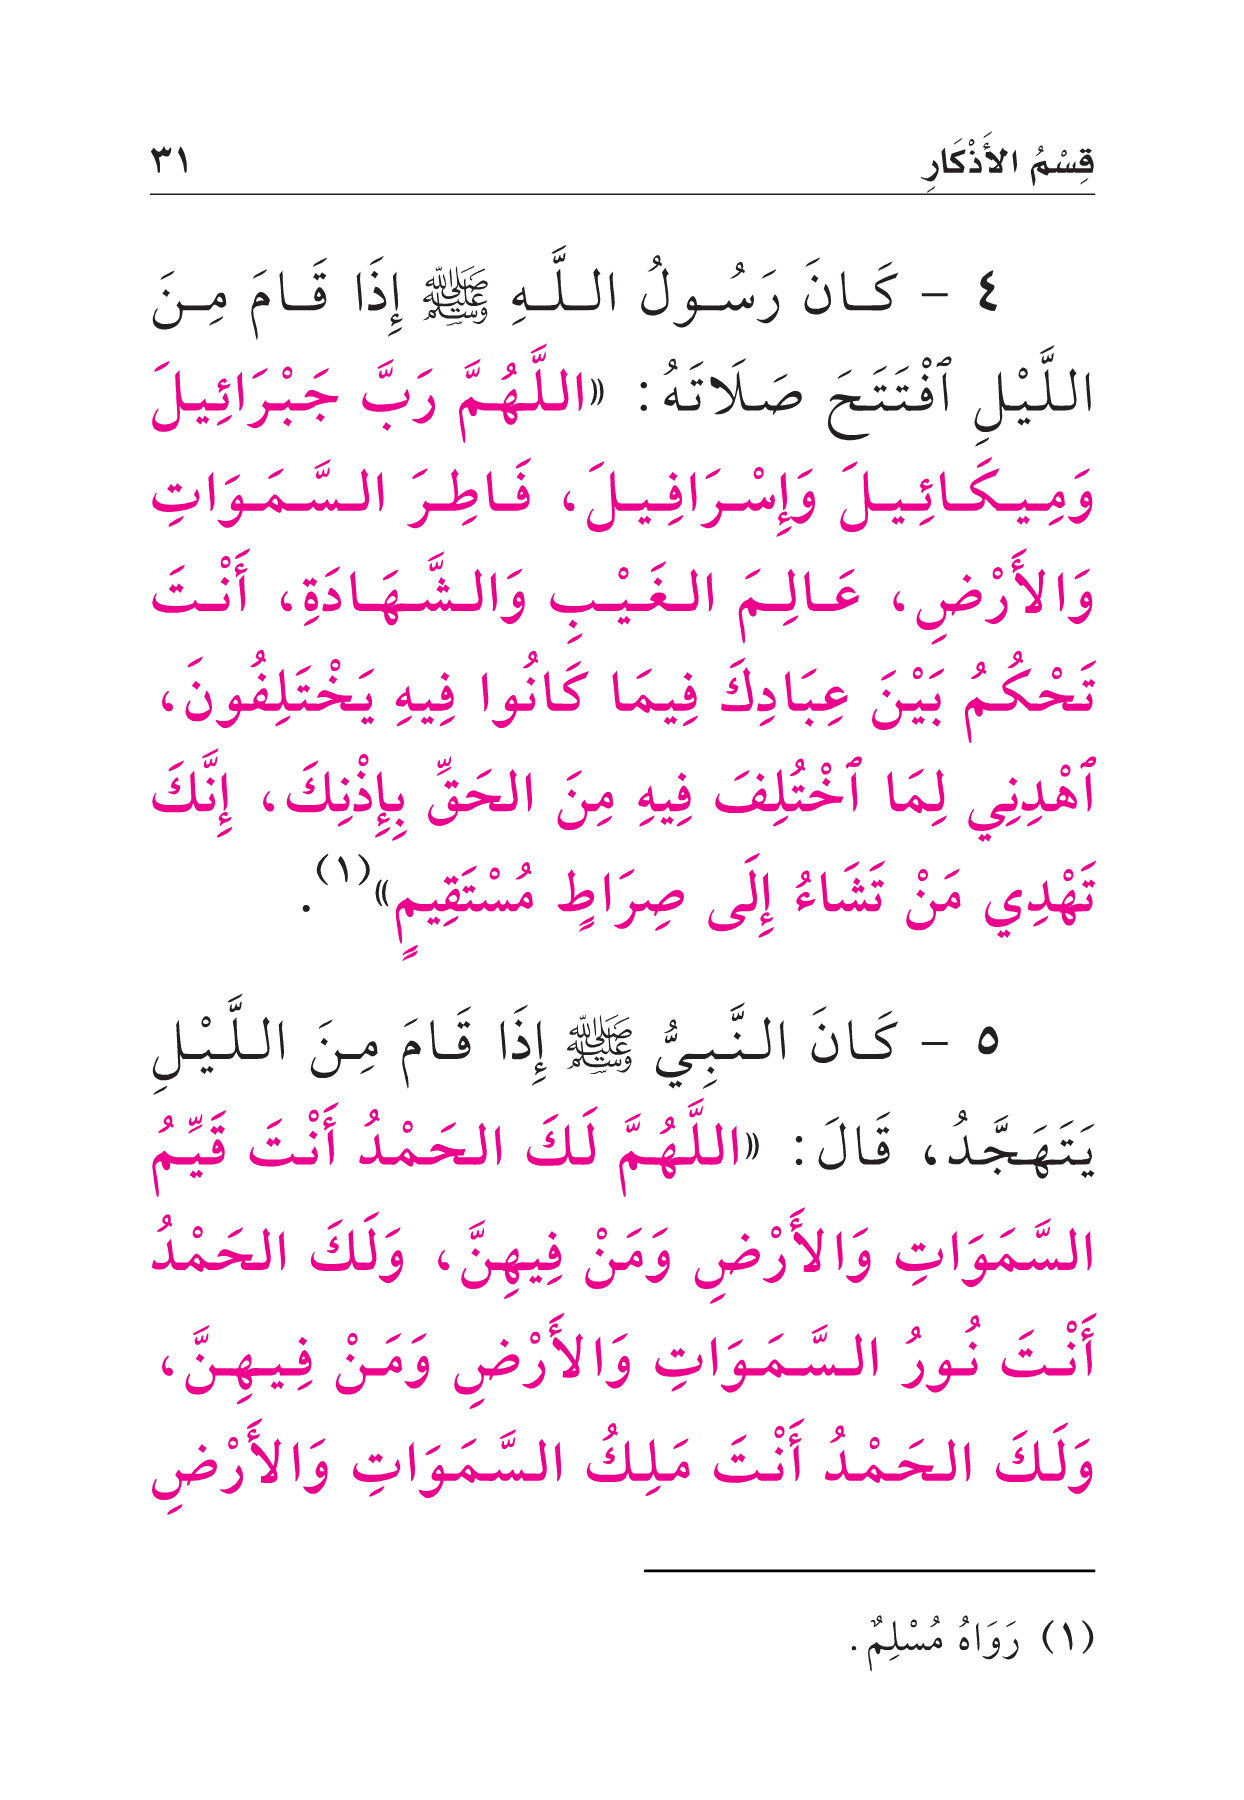 قِسْمُ الأَذْكَارِ ٣١
٤ - كَانَ رَسُولُ اللَّهِ ﷺ إِذَا قَامَ مِنَ
اللَّيْلِ ٱفْتَتَحَ صَلَاتَهُ: «اللَّهُمَّ رَبَّ جَبْرَائِيلَ
وَمِيكَائِيلَ وَإِسْرَافِيلَ، فَاطِرَ السَّمَوَاتِ
وَالأَرْضِ، عَالِمَ الغَيْبِ وَالشَّهَادَةِ، أَنْتَ
تَحْكُمُ بَيْنَ عِبَادِكَ فِيمَا كَانُوا فِيهِ يَخْتَلِفُونَ،
ٱهْدِنِي لِمَا ٱخْتُلِفَ فِيهِ مِنَ الحَقِّ بِإِذْنِكَ، إِنَّكَ
تَهْدِي مَنْ تَشَاءُ إِلَى صِرَاطٍ مُسْتَقِيمٍ»(١).
٥ - كَانَ النَّبِيُّ ﷺ إِذَا قَامَ مِنَ اللَّيْلِ
يَتَهَجَّدُ، قَالَ: «اللَّهُمَّ لَكَ الحَمْدُ أَنْتَ قَيِّمُ
السَّمَوَاتِ وَالأَرْضِ وَمَنْ فِيهِنَّ، وَلَكَ الحَمْدُ
أَنْتَ نُورُ السَّمَوَاتِ وَالأَرْضِ وَمَنْ فِيهِنَّ،
وَلَكَ الحَمْدُ أَنْتَ مَلِكُ السَّمَوَاتِ وَالأَرْضِ
(١) رَوَاهُ مُسْلِمٌ.